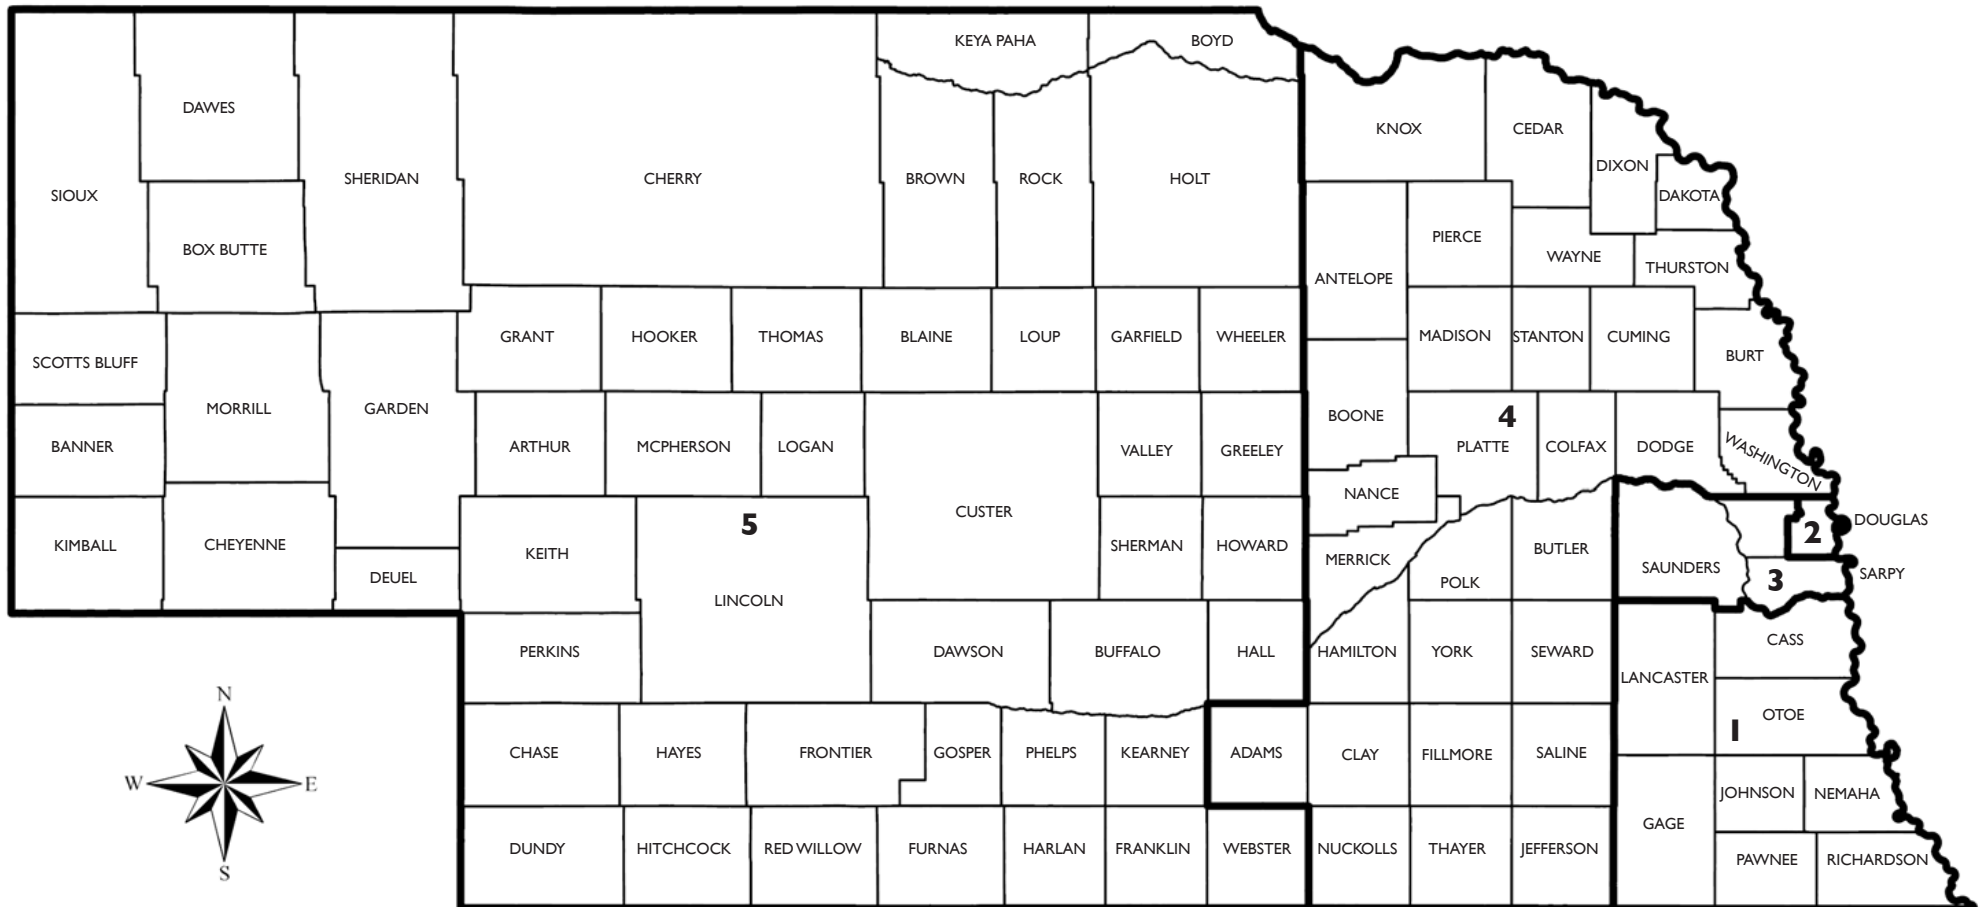 KEYA PAHA
BOYD
DAWES
KNOX
CEDAR
DIXON
SHERIDAN
CHERRY
BROWN
ROCK
HOLT
SIOUX
DAKOTA
BOX BUTTE
PIERCE
WAYNE
THURSTON
ANTELOPE
GRANT
HOOKER
THOMAS
BLAINE
LOUP
GARFIELD
WHEELER
MADISON
STANTON
CUMING
SCOTTS BLUFF
BURT
MORRILL
GARDEN
BOONE
4
BANNER
ARTHUR
MCPHERSON
LOGAN
VALLEY
GREELEY
PLATTE
COLFAX
DODGE
WASHINGTON
NANCE
CUSTER
5
2
DOUGLAS
KIMBALL
CHEYENNE
KEITH
SHERMAN
HOWARD
MERRICK
BUTLER
DEUEL
POLK
SAUNDERS
3
SARPY
LINCOLN
PERKINS
DAWSON
BUFFALO
HALL
HAMILTON
YORK
SEWARD
CASS
LANCASTER
N
OTOE
1
CHASE
HAYES
FRONTIER
GOSPER
PHELPS
KEARNEY
ADAMS
CLAY
FILLMORE
SALINE
W
E
JOHNSON
NEMAHA
GAGE
DUNDY
HITCHCOCK
RED WILLOW
FURNAS
HARLAN
FRANKLIN
WEBSTER
NUCKOLLS
THAYER
JEFFERSON
PAWNEE
RICHARDSON
S